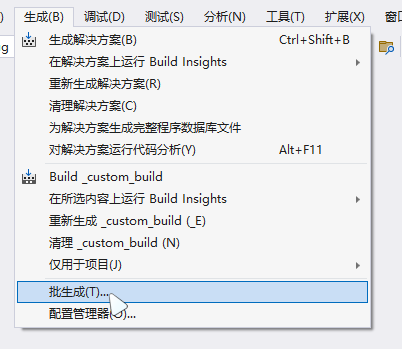 生成(B) 调试(D) 测试(S) 分析(N) 工具(T) 扩展(X)
生成解决方案(B) Ctrl+Shift+B
在解决方案上运行 Build Insights
重新生成解决方案(R)
清理解决方案(C)
为解决方案生成完整程序数据库文件
对解决方案运行代码分析(Y) Alt+F11
Build _custom_build
在所选内容上运行 Build Insights
重新生成 _custom_build (_E)
清理 _custom_build (N)
仅用于项目(J)
批生成(T)...
配置管理器(O)...